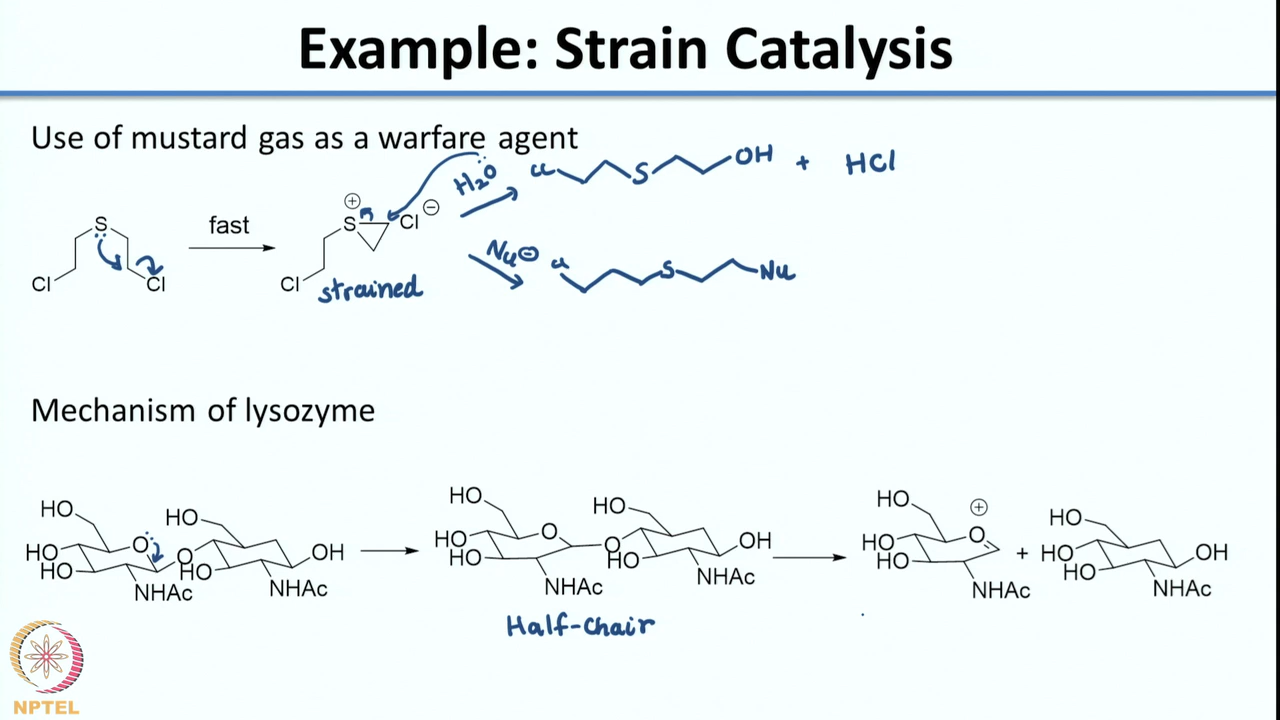 Example: Strain Catalysis
Use of mustard gas as a warfare agent
S
Cl
Cl
fast
⊕
S
Cl ⊖
Cl
strained
H2O
Cl S OH + HCl
Nu⊖
Cl S Nu
Mechanism of lysozyme
HO
HO
HO
O
NHAc
O
HO
HO
OH
NHAc
HO
HO
HO
O
NHAc
O
HO
HO
OH
NHAc
Half-chair
HO
HO
HO
⊕
O
NHAc
+
HO
HO
HO
OH
NHAc
NPTEL